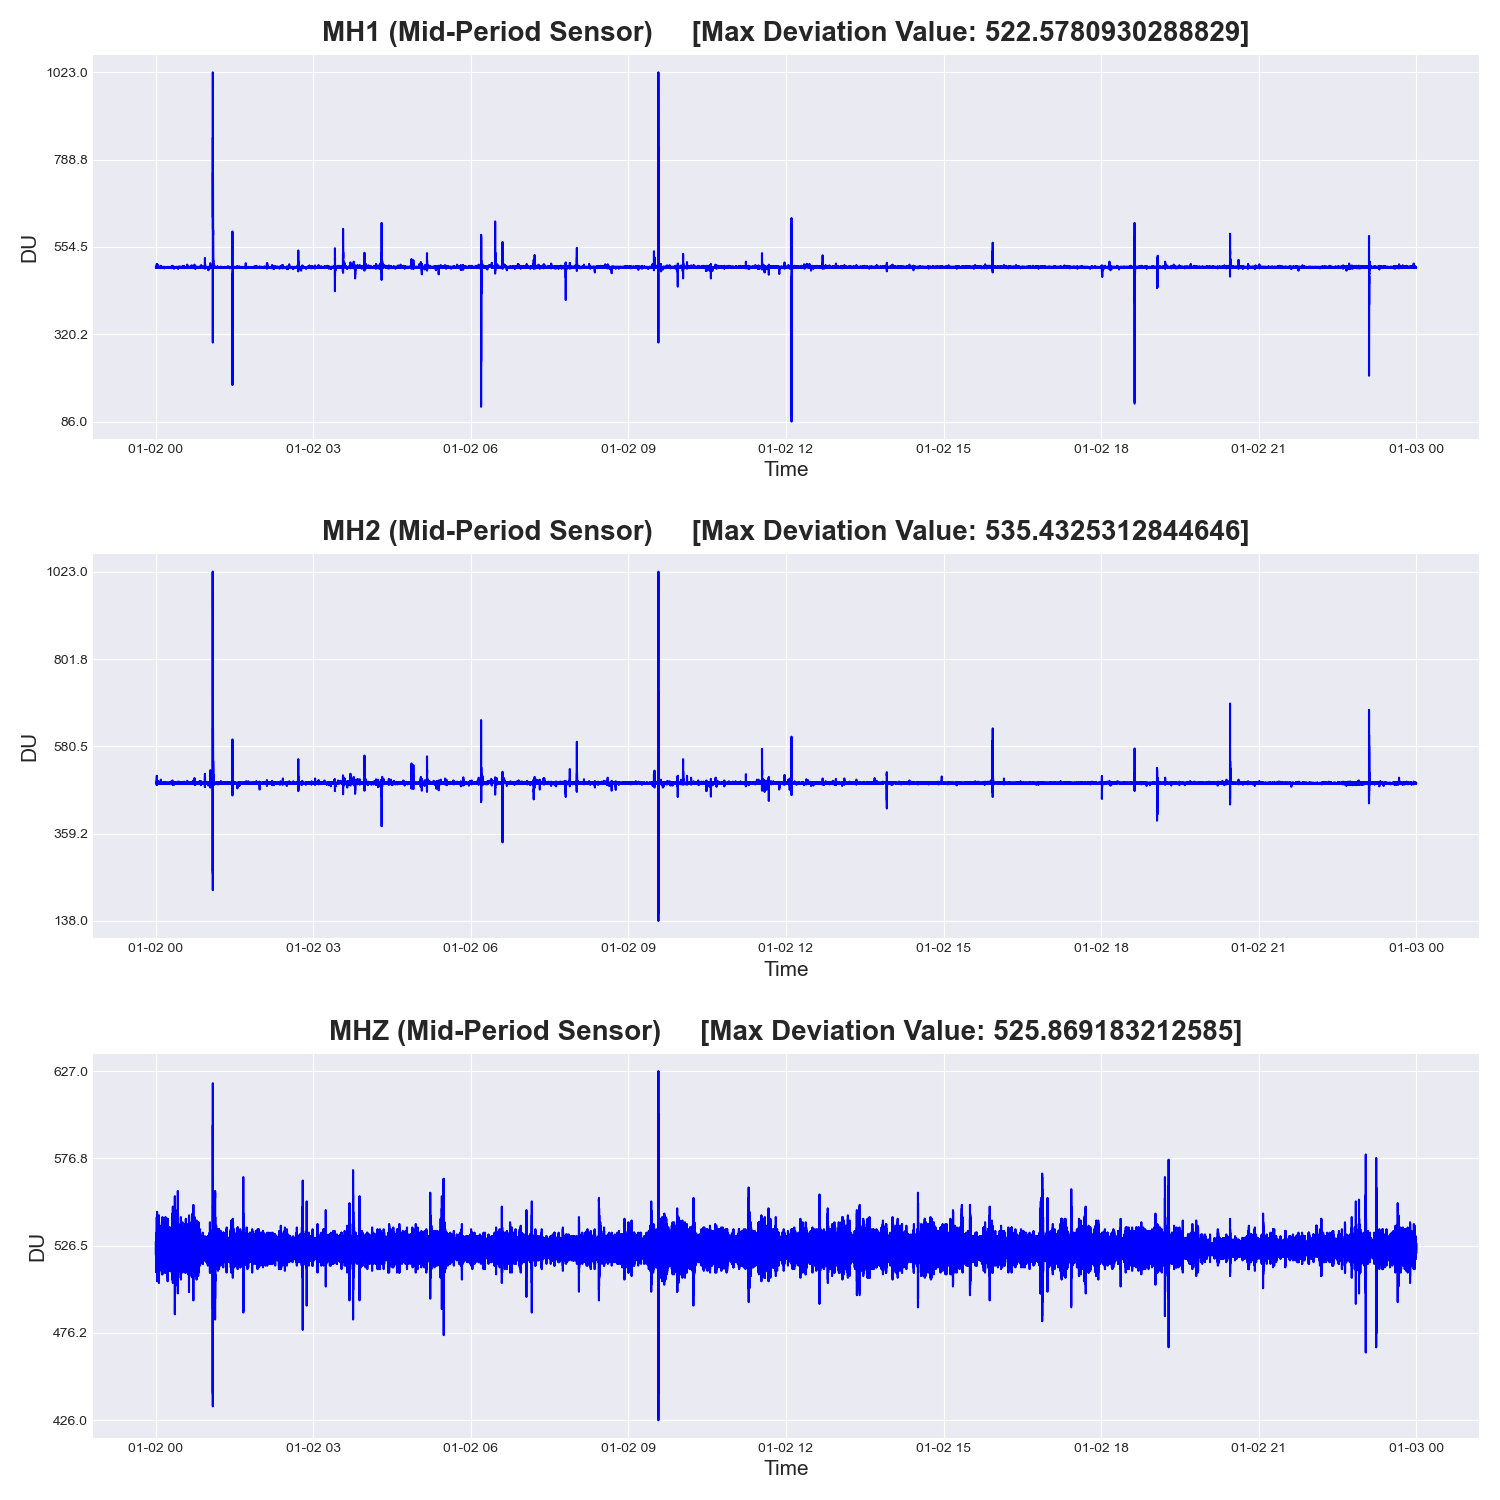 MH1 (Mid-Period Sensor) [Max Deviation Value: 522.5780930288829]
1023.0
788.8
554.5
320.2
86.0
DU
01-02 00 01-02 03 01-02 06 01-02 09 01-02 12 01-02 15 01-02 18 01-02 21 01-03 00
Time
MH2 (Mid-Period Sensor) [Max Deviation Value: 535.4325312844646]
1023.0
801.8
580.5
359.2
138.0
DU
01-02 00 01-02 03 01-02 06 01-02 09 01-02 12 01-02 15 01-02 18 01-02 21 01-03 00
Time
MHZ (Mid-Period Sensor) [Max Deviation Value: 525.869183212585]
627.0
576.8
526.5
476.2
426.0
DU
01-02 00 01-02 03 01-02 06 01-02 09 01-02 12 01-02 15 01-02 18 01-02 21 01-03 00
Time